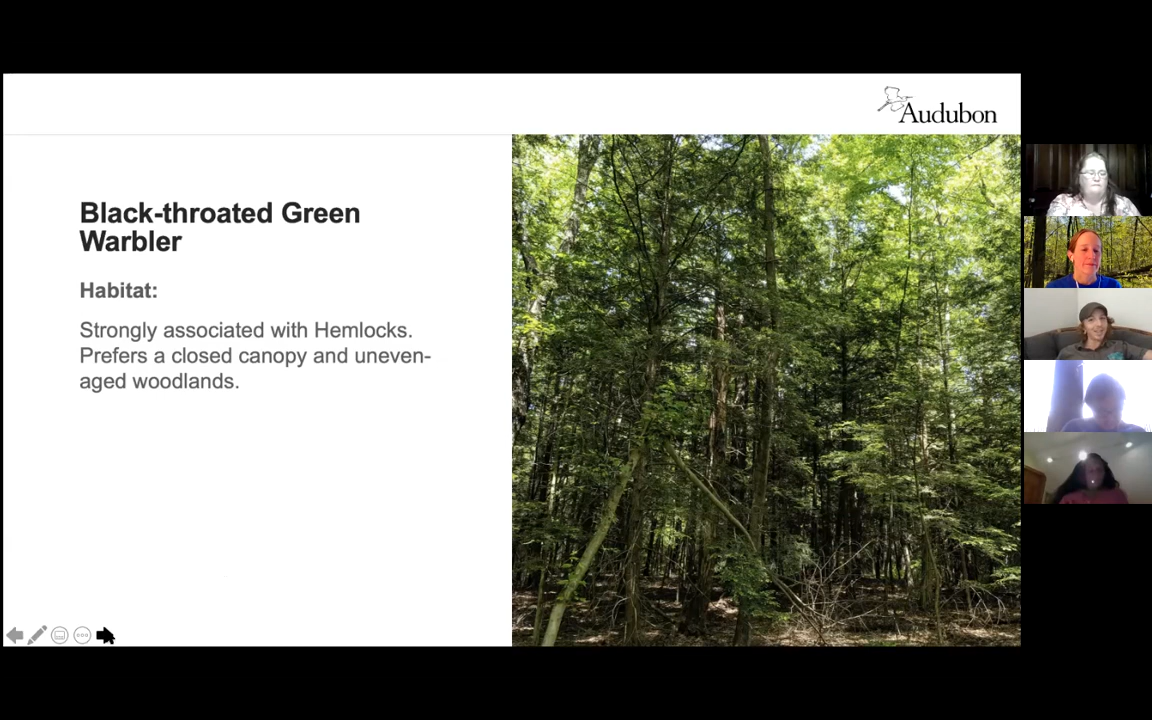 Audubon
Black-throated Green
Warbler
Habitat:
Strongly associated with Hemlocks.
Prefers a closed canopy and uneven-
aged woodlands.